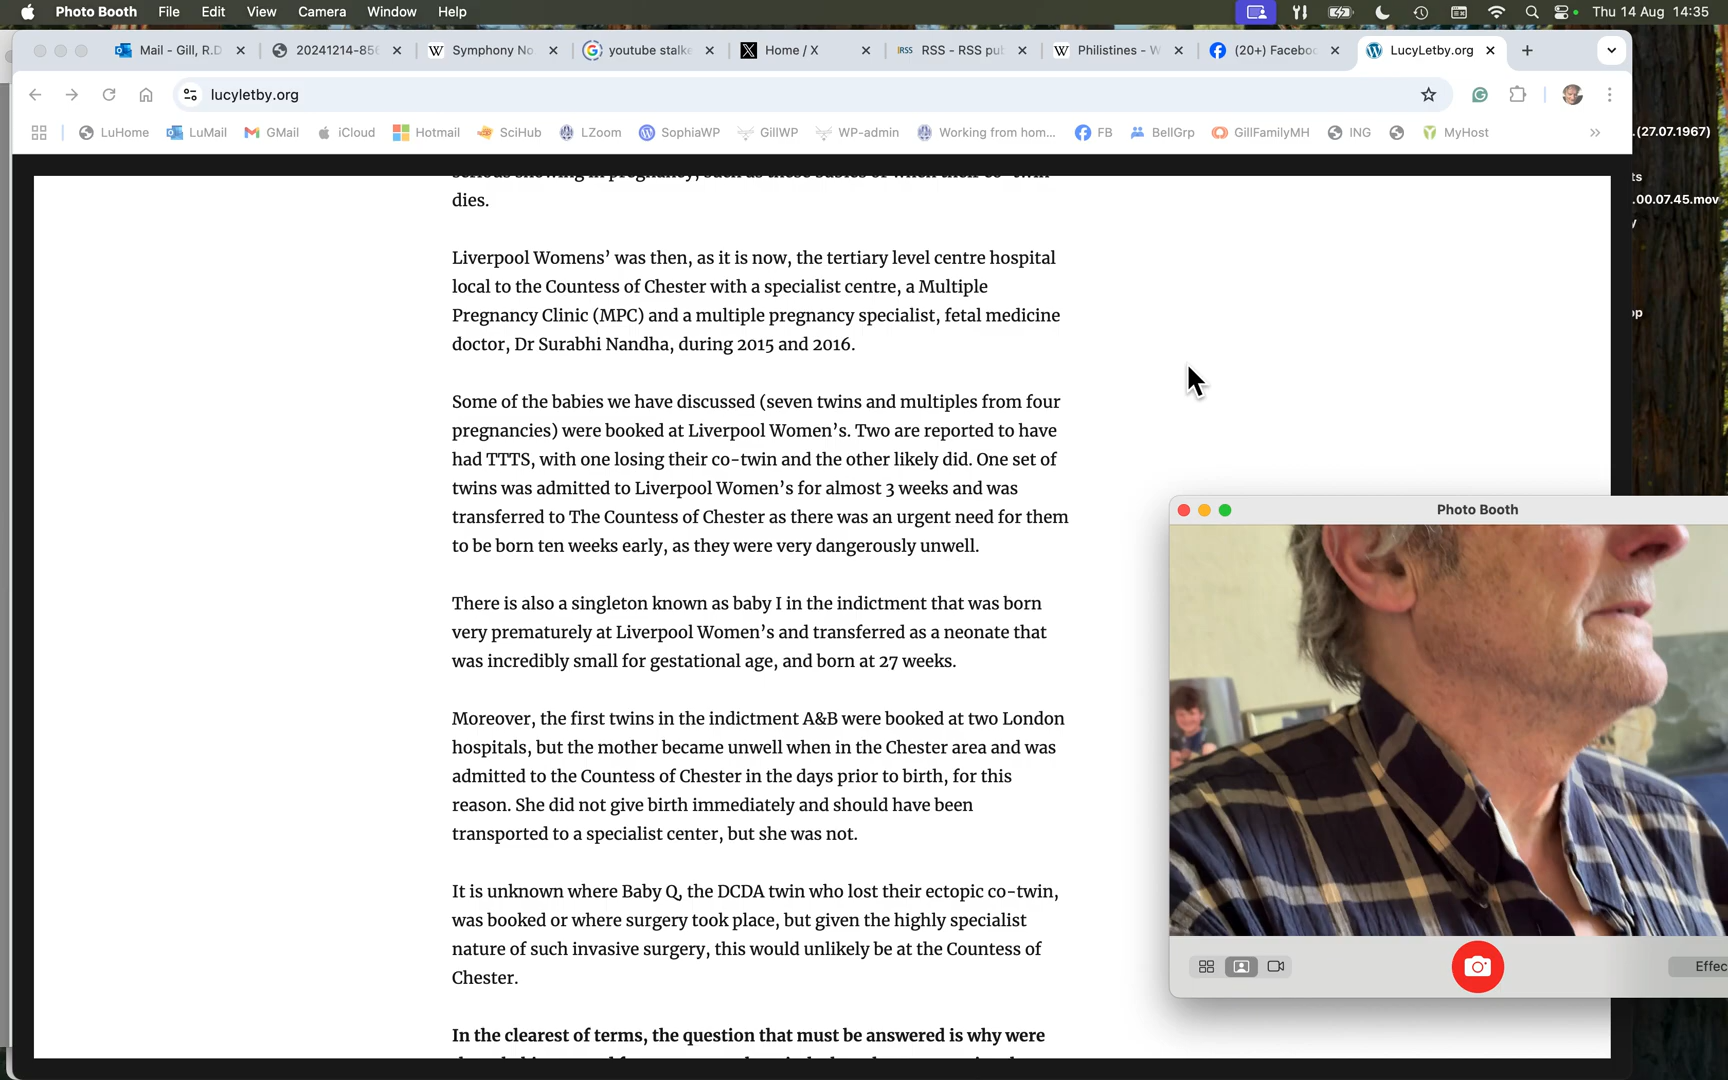 Photo Booth File Edit View Camera Window Help Thu 14 Aug 14:35
Mail - Gill, R.D 20241214-856 Symphony No youtube stalke Home / X RSS - RSS pub Philistines - W (20+) Faceboo LucyLetby.org
lucyletby.org
LuHome LuMail GMail iCloud Hotmail SciHub LZoom SophiaWP GillWP WP-admin Working from hom... FB BellGrp GillFamilyMH ING MyHost
.(27.07.1967)
ts
.00.07.45.mov
y
op
dies.
Liverpool Womens’ was then, as it is now, the tertiary level centre hospital
local to the Countess of Chester with a specialist centre, a Multiple
Pregnancy Clinic (MPC) and a multiple pregnancy specialist, fetal medicine
doctor, Dr Surabhi Nandha, during 2015 and 2016.
Some of the babies we have discussed (seven twins and multiples from four
pregnancies) were booked at Liverpool Women’s. Two are reported to have
had TTTS, with one losing their co-twin and the other likely did. One set of
twins was admitted to Liverpool Women’s for almost 3 weeks and was
transferred to The Countess of Chester as there was an urgent need for them
to be born ten weeks early, as they were very dangerously unwell.
There is also a singleton known as baby I in the indictment that was born
very prematurely at Liverpool Women’s and transferred as a neonate that
was incredibly small for gestational age, and born at 27 weeks.
Moreover, the first twins in the indictment A&B were booked at two London
hospitals, but the mother became unwell when in the Chester area and was
admitted to the Countess of Chester in the days prior to birth, for this
reason. She did not give birth immediately and should have been
transported to a specialist center, but she was not.
It is unknown where Baby Q, the DCDA twin who lost their ectopic co-twin,
was booked or where surgery took place, but given the highly specialist
nature of such invasive surgery, this would unlikely be at the Countess of
Chester.
In the clearest of terms, the question that must be answered is why were
Photo Booth
Effec